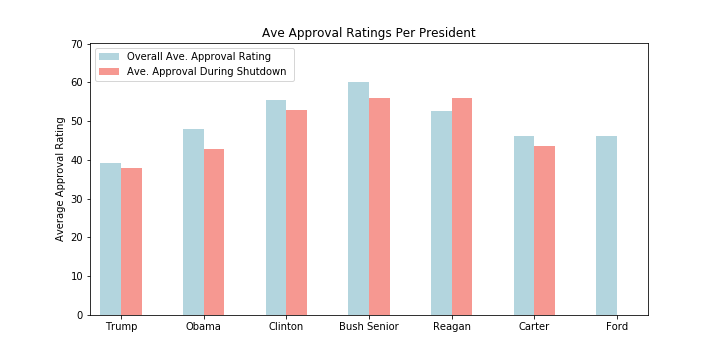 Ave Approval Ratings Per President
Overall Ave. Approval Rating
Ave. Approval During Shutdown
Average Approval Rating
70
60
50
40
30
20
10
0
Trump Obama Clinton Bush Senior Reagan Carter Ford